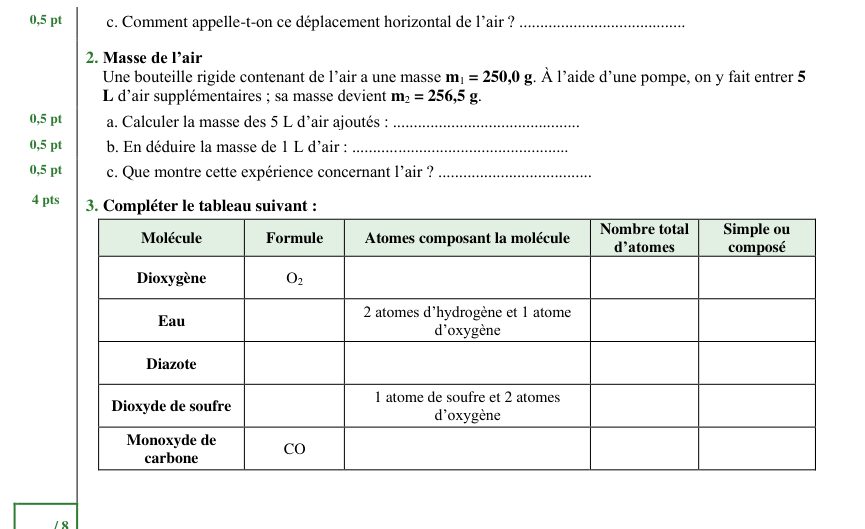 0,5 pt c. Comment appelle-t-on ce déplacement horizontal de l’air ? ........................................
2. Masse de l’air
Une bouteille rigide contenant de l’air a une masse m₁ = 250,0 g. À l’aide d’une pompe, on y fait entrer 5
L d’air supplémentaires ; sa masse devient m₂ = 256,5 g.
0,5 pt a. Calculer la masse des 5 L d’air ajoutés : .............................................
0,5 pt b. En déduire la masse de 1 L d’air : ....................................................
0,5 pt c. Que montre cette expérience concernant l’air ? .....................................
4 pts 3. Compléter le tableau suivant :
Molécule Formule Atomes composant la molécule Nombre total d’atomes Simple ou composé
Dioxygène O₂
Eau 2 atomes d’hydrogène et 1 atome d’oxygène
Diazote
Dioxyde de soufre 1 atome de soufre et 2 atomes d’oxygène
Monoxyde de carbone CO
/ 8